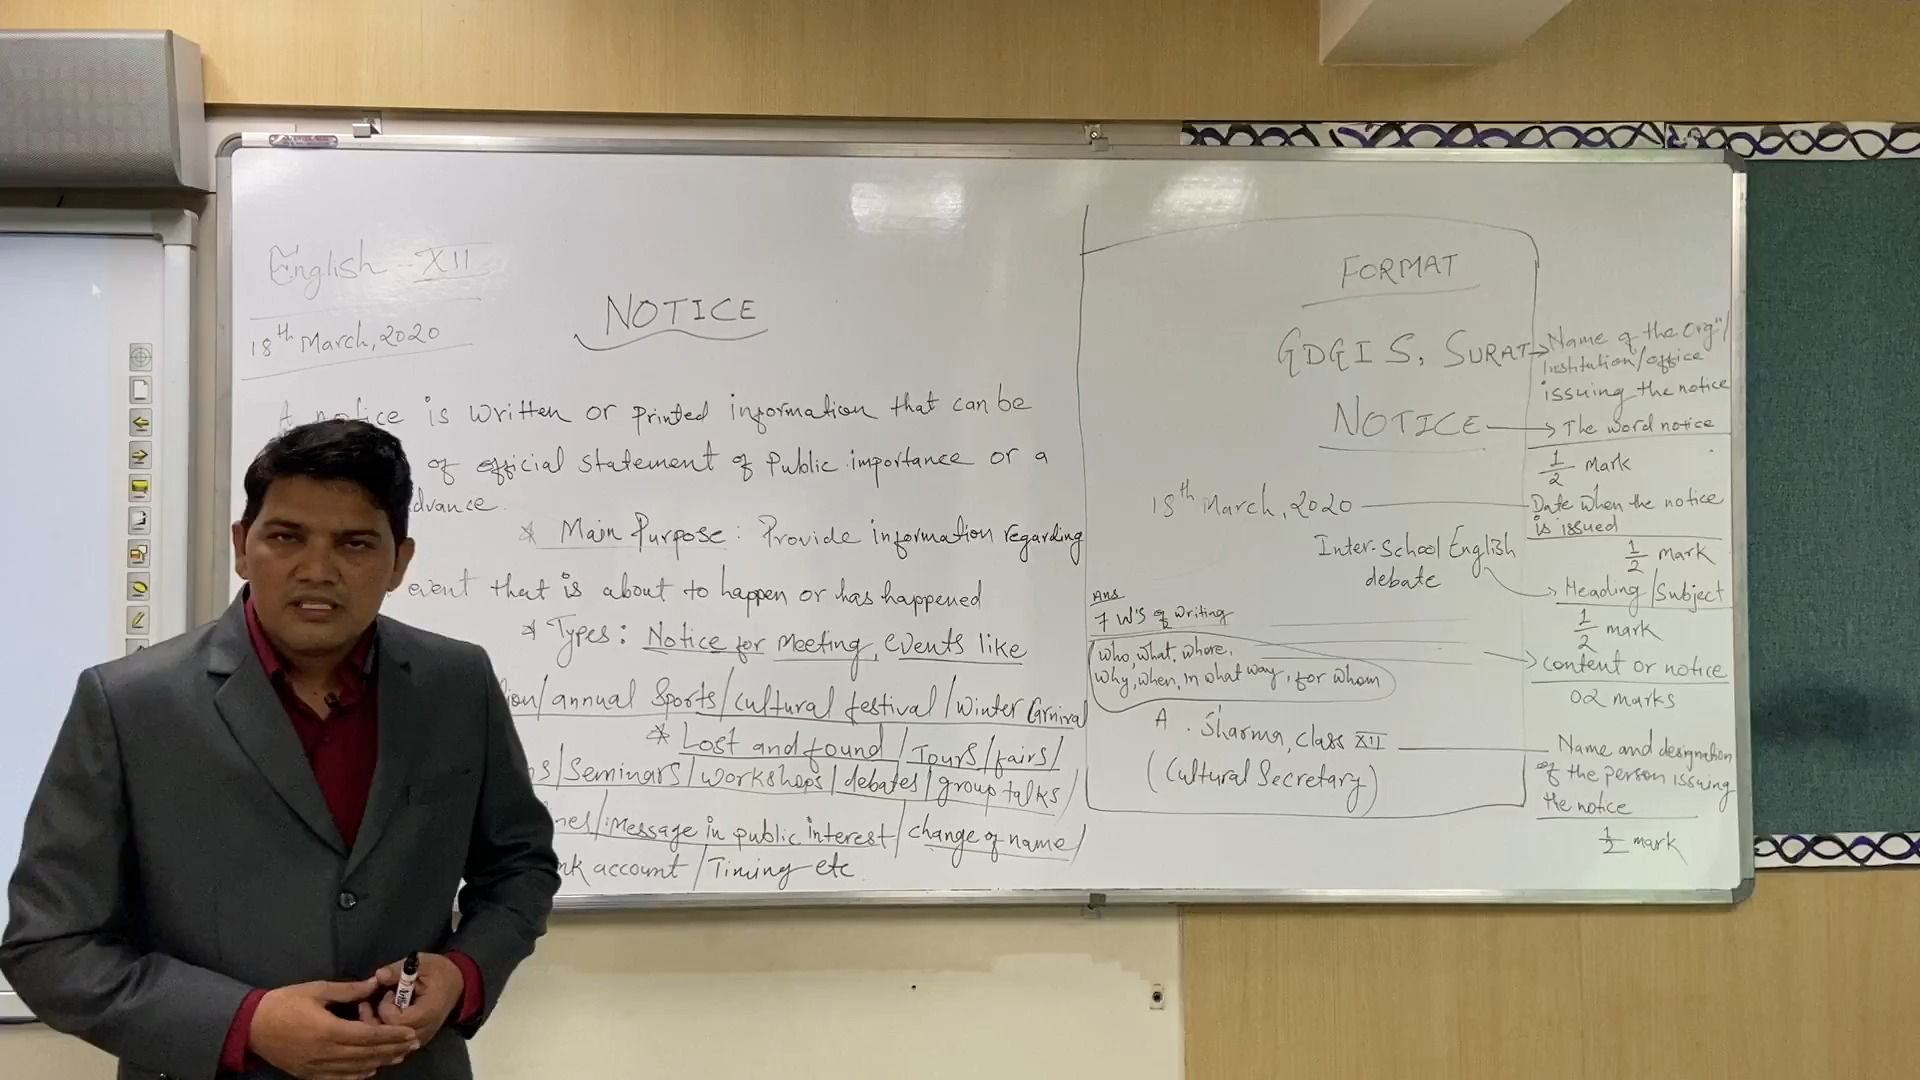 English - XII
18th March, 2020
NOTICE
A notice is written or printed information that can be
of official statement of Public importance or a
advance.
* Main Purpose: Provide information regarding
event that is about to happen or has happened
* Types: Notice for Meeting, events like
annual Sports/cultural festival/Winter Carnival
* Lost and found/Tours/fairs/
/Seminars/workshops/debates/group talks/
/Message in public interest/change of name/
account/Timing etc
FORMAT
GDGIS, SURAT
Name of the Orgn/
Institution/office
issuing the notice
NOTICE
The word notice
1/2 Mark
18th March, 2020
Date when the notice
is issued
1/2 mark
Inter-School English
debate
Heading/Subject
1/2 mark
Ans
7 W's of writing
who, what, where,
why, when, in what way, for whom
content or notice
02 marks
A. Sharma, class XII
(Cultural Secretary)
Name and designation
of the person issuing
the notice
1/2 mark